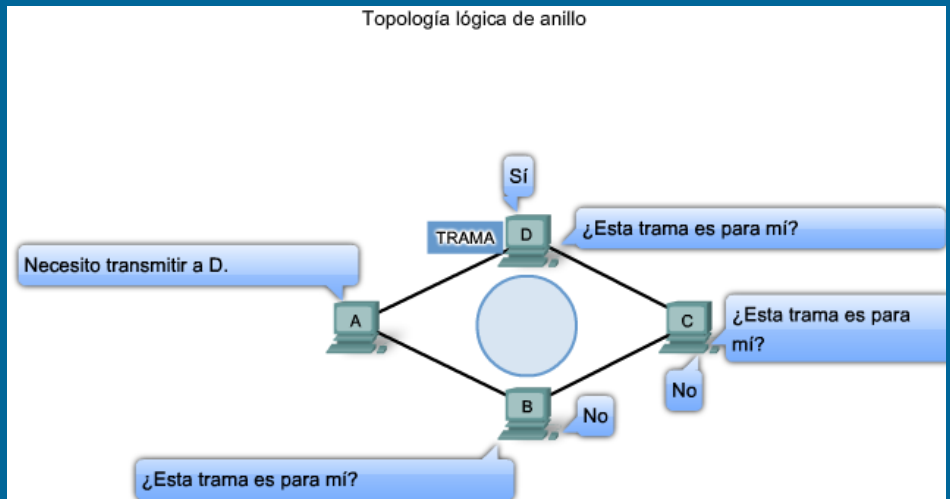 Topología lógica de anillo
Sí
TRAMA
D
¿Esta trama es para mí?
Necesito transmitir a D.
A
C
¿Esta trama es para
mí?
No
B
No
¿Esta trama es para mí?